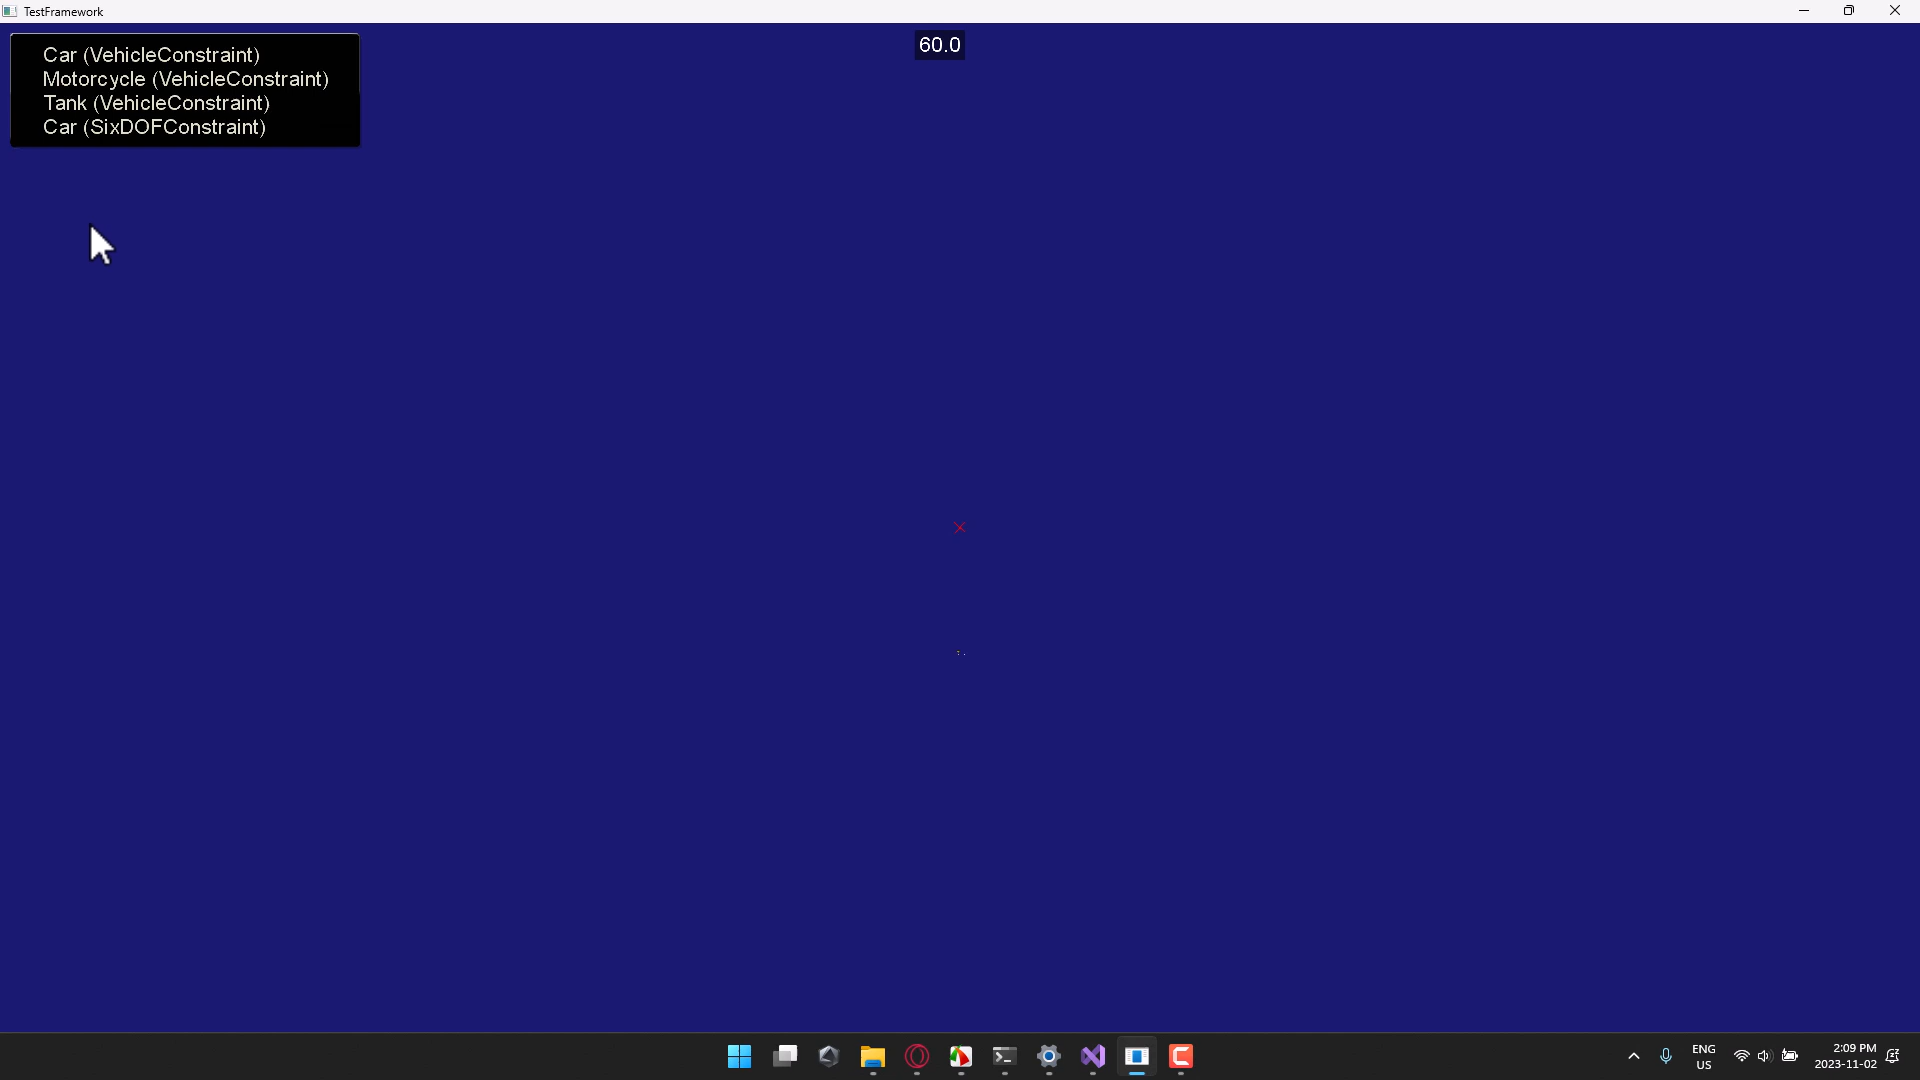 TestFramework
60.0
Car (VehicleConstraint)
Motorcycle (VehicleConstraint)
Tank (VehicleConstraint)
Car (SixDOFConstraint)
ENG
US
2:09 PM
2023-11-02